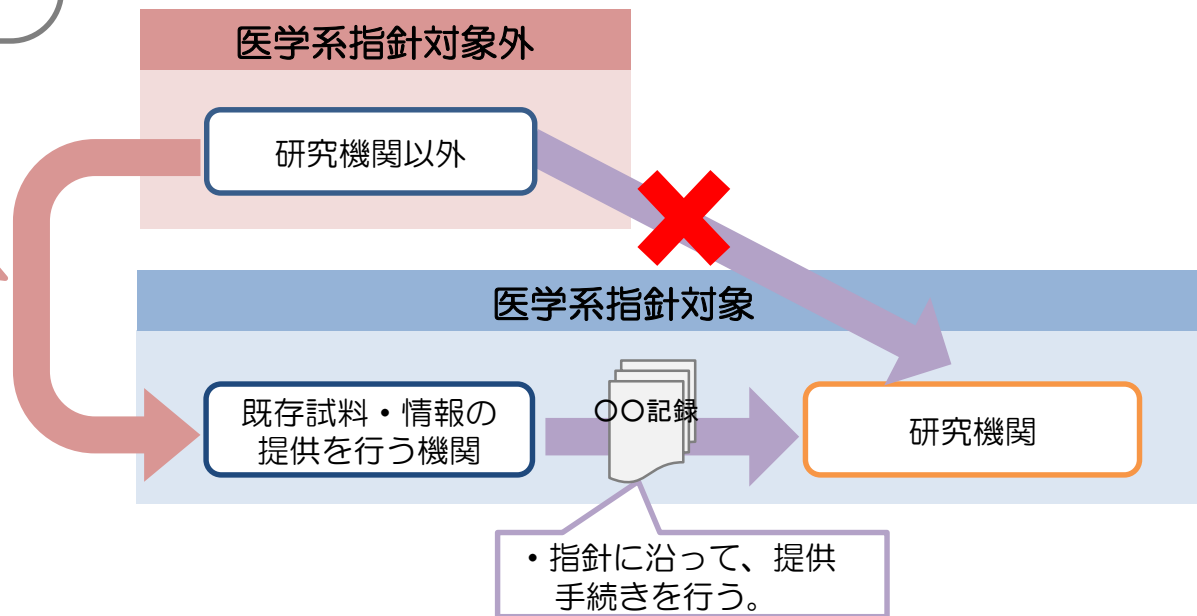 医学系指針対象外
研究機関以外
医学系指針対象
既存試料・情報の
提供を行う機関
〇〇記録
研究機関
・指針に沿って、提供
手続きを行う。